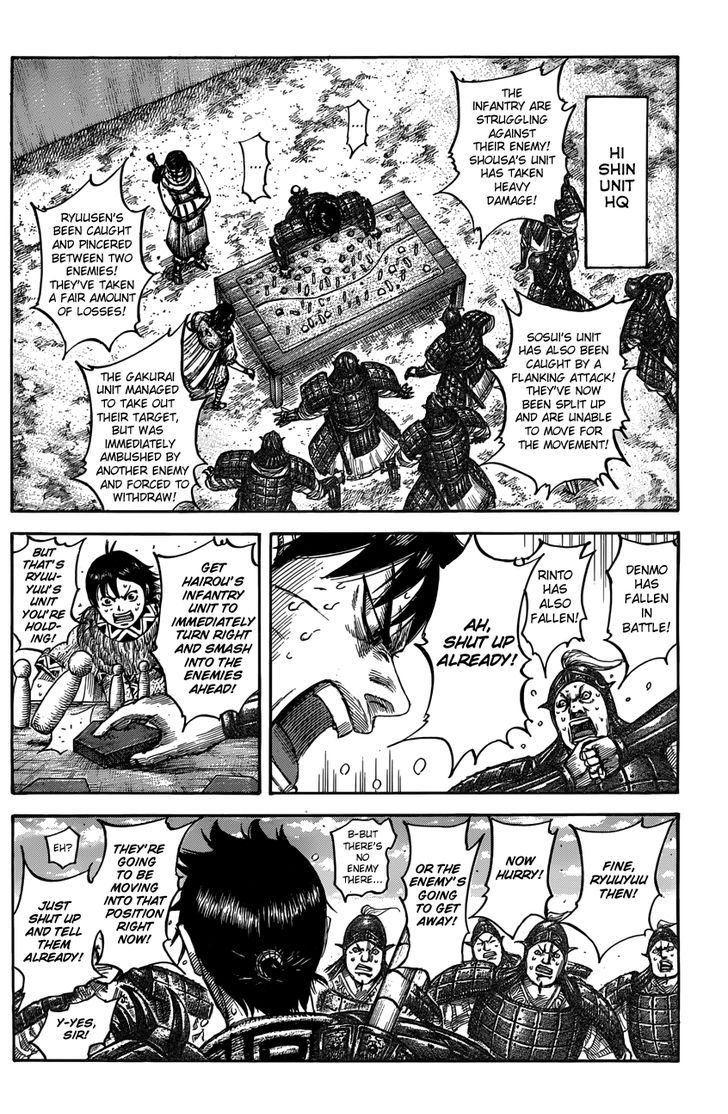 HI
SHIN
UNIT
HQ
THE
INFANTRY ARE
STRUGGLING
AGAINST
THEIR ENEMY!
SHOUSA'S UNIT
HAS TAKEN
HEAVY
DAMAGE!
SOSUI'S UNIT
HAS ALSO BEEN
CAUGHT BY A
FLANKING ATTACK!
THEY'VE NOW
BEEN SPLIT UP
AND ARE UNABLE
TO MOVE FOR
THE MOVEMENT!
...
...
RYUUSEN'S
BEEN CAUGHT
AND PINCERED
BETWEEN TWO
ENEMIES!
THEY'VE TAKEN
A FAIR AMOUNT
OF LOSSES!
THE GAKURAI
UNIT MANAGED
TO TAKE OUT
THEIR TARGET,
BUT WAS
IMMEDIATELY
AMBUSHED BY
ANOTHER ENEMY
AND FORCED TO
WITHDRAW!
DENMO
HAS
FALLEN
IN
BATTLE!
RINTO
HAS
ALSO
FALLEN!
AH,
SHUT UP
ALREADY!
GET
HAIROU'S
INFANTRY
UNIT TO
IMMEDIATELY
TURN RIGHT
AND SMASH
INTO THE
ENEMIES
AHEAD!
BUT
THAT'S
RYUU-
YUU'S
UNIT
YOU'RE
HOLD-
ING!
FINE,
RYUUYUU
THEN!
NOW
HURRY!
OR THE
ENEMY'S
GOING
TO GET
AWAY!
B-BUT
THERE'S
NO
ENEMY
THERE...
THEY'RE
GOING
TO BE
MOVING
INTO THAT
POSITION
RIGHT
NOW!
EH?
JUST
SHUT UP
AND TELL
THEM
ALREADY!
Y-YES,
SIR!